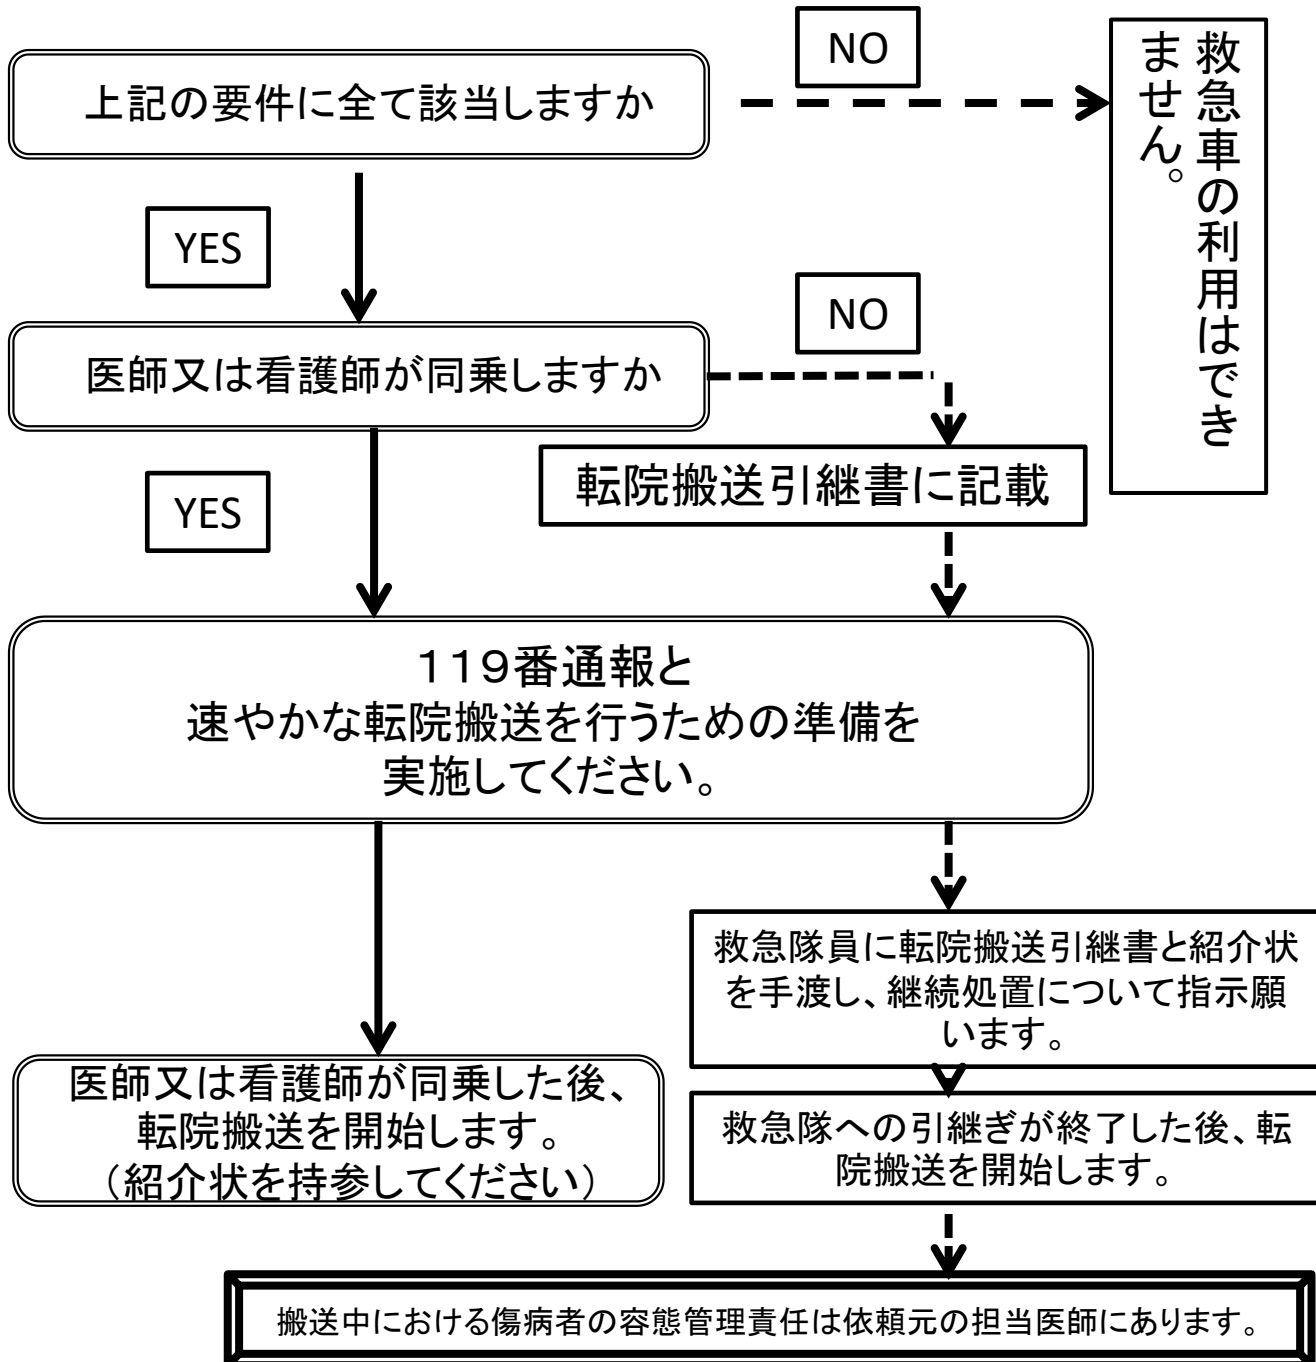 上記の要件に全て該当しますか
NO
救急車の利用はでき
ません。
YES
医師又は看護師が同乗しますか
NO
転院搬送引継書に記載
YES
119番通報と
速やかな転院搬送を行うための準備を
実施してください。
救急隊員に転院搬送引継書と紹介状
を手渡し、継続処置について指示願
います。
医師又は看護師が同乗した後、
転院搬送を開始します。
（紹介状を持参してください）
救急隊への引継ぎが終了した後、転
院搬送を開始します。
搬送中における傷病者の容態管理責任は依頼元の担当医師にあります。